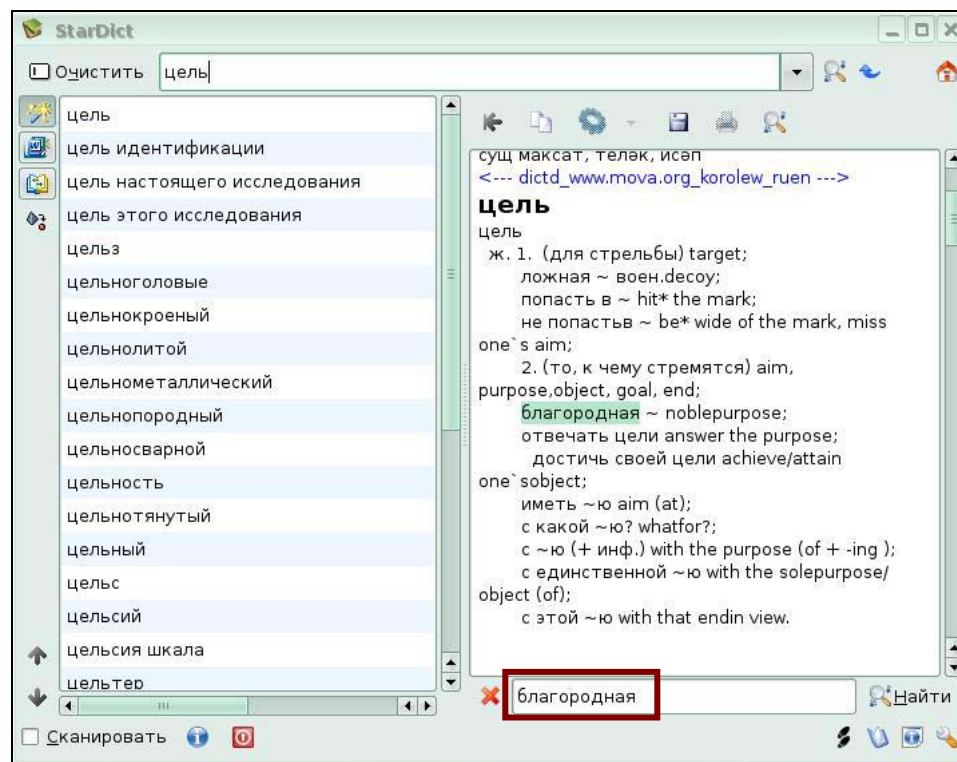 StarDict
Очистить цель
цель
цель идентификации
цель настоящего исследования
цель этого исследования
цельз
цельноголовые
цельнокроеный
цельнолитой
цельнометаллический
цельнопородный
цельносварной
цельность
цельнотянутый
цельный
цельс
цельсий
цельсия шкала
цельтер
сущ максат, теләк, исәп
<--- dictd_www.mova.org_korolew_ruen --->
цель
цель
ж. 1. (для стрельбы) target;
ложная ~ воен.decoy;
попасть в ~ hit* the mark;
не попастьв ~ be* wide of the mark, miss
one`s aim;
2. (то, к чему стремятся) aim,
purpose,object, goal, end;
благородная ~ noblepurpose;
отвечать цели answer the purpose;
достичь своей цели achieve/attain
one`sobject;
иметь ~ю aim (at);
с какой ~ю? whatfor?;
с ~ю (+ инф.) with the purpose (of + -ing );
с единственной ~ю with the solepurpose/
object (of);
с этой ~ю with that endin view.
благородная Найти
Сканировать